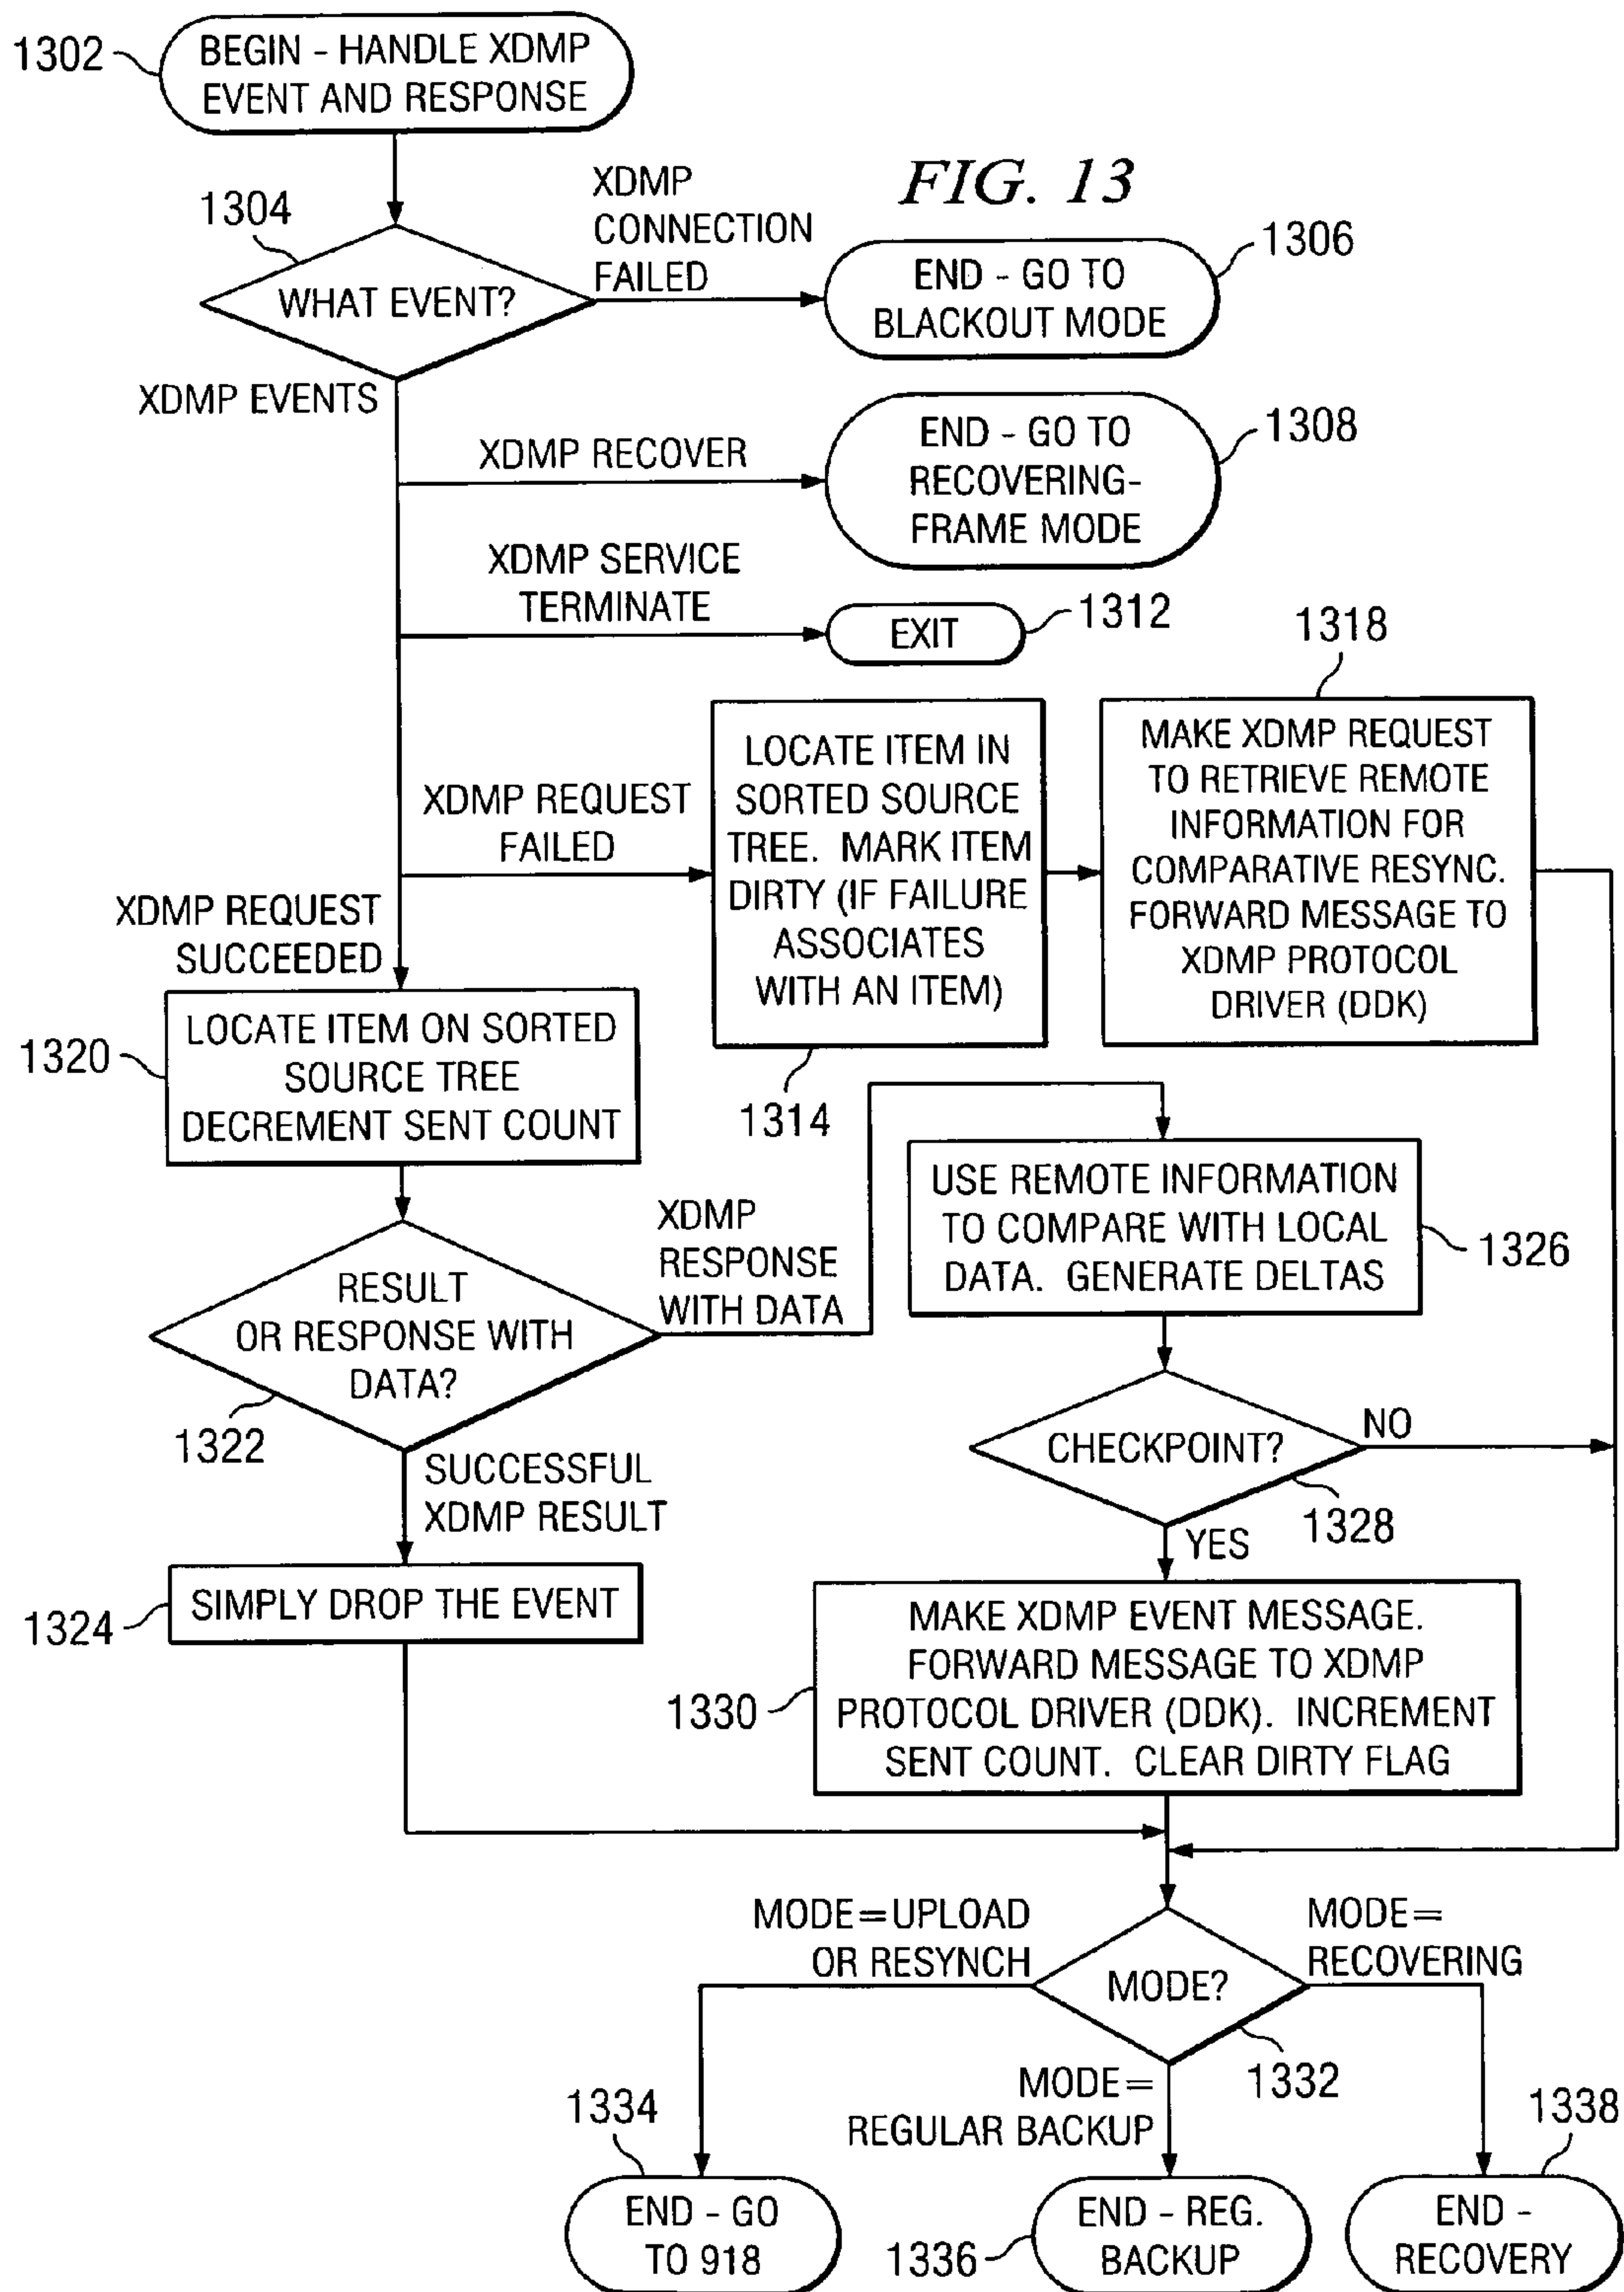 1302
BEGIN - HANDLE XDMP
EVENT AND RESPONSE
FIG. 13
1304
WHAT EVENT?
XDMP
CONNECTION
FAILED
1306
END - GO TO
BLACKOUT MODE
XDMP EVENTS
XDMP RECOVER
1308
END - GO TO
RECOVERING-
FRAME MODE
XDMP SERVICE
TERMINATE
EXIT
1312
XDMP REQUEST
FAILED
LOCATE ITEM IN
SORTED SOURCE
TREE. MARK ITEM
DIRTY (IF FAILURE
ASSOCIATES
WITH AN ITEM)
1314
1318
MAKE XDMP REQUEST
TO RETRIEVE REMOTE
INFORMATION FOR
COMPARATIVE RESYNC.
FORWARD MESSAGE TO
XDMP PROTOCOL
DRIVER (DDK)
XDMP REQUEST
SUCCEEDED
1320
LOCATE ITEM ON SORTED
SOURCE TREE
DECREMENT SENT COUNT
RESULT
OR RESPONSE WITH
DATA?
1322
XDMP
RESPONSE
WITH DATA
USE REMOTE INFORMATION
TO COMPARE WITH LOCAL
DATA. GENERATE DELTAS
1326
SUCCESSFUL
XDMP RESULT
1324
SIMPLY DROP THE EVENT
CHECKPOINT?
NO
1328
YES
1330
MAKE XDMP EVENT MESSAGE.
FORWARD MESSAGE TO XDMP
PROTOCOL DRIVER (DDK). INCREMENT
SENT COUNT. CLEAR DIRTY FLAG
MODE=UPLOAD
OR RESYNCH
MODE?
MODE=
RECOVERING
1332
MODE=
REGULAR BACKUP
1334
END - GO
TO 918
1336
END - REG.
BACKUP
1338
END -
RECOVERY